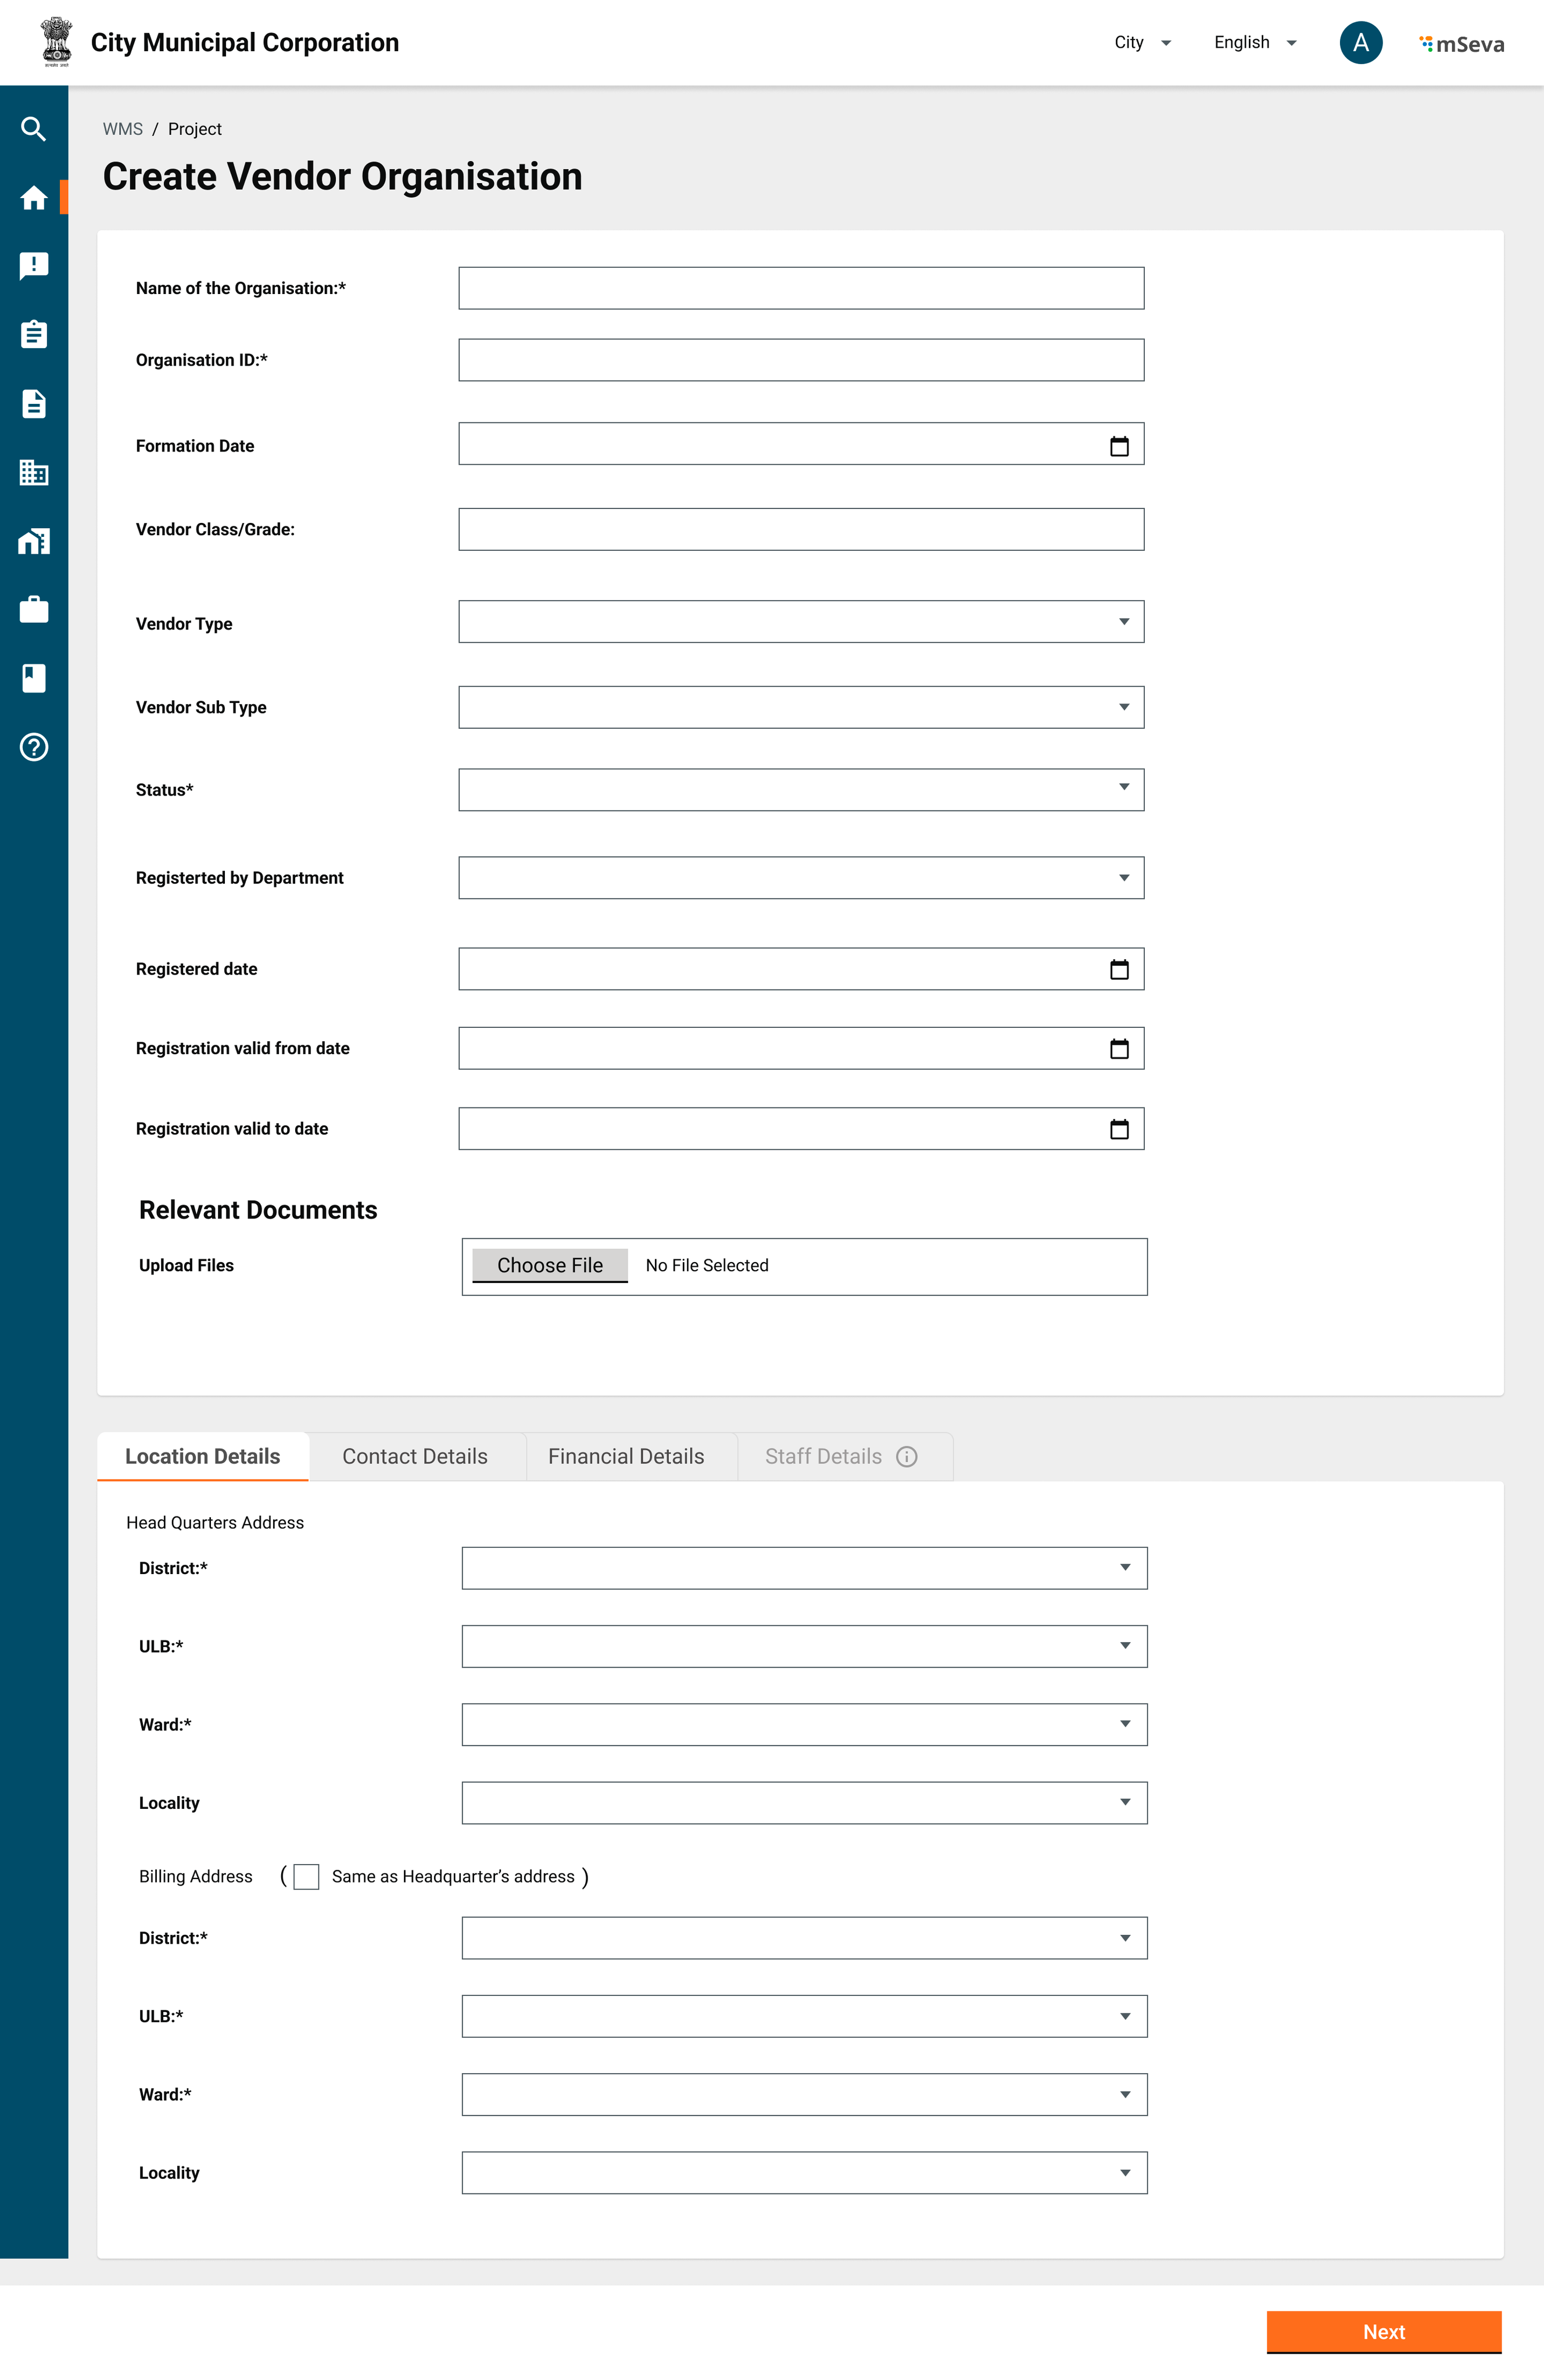 City Municipal Corporation
City
English
A
mSeva
WMS / Project
Create Vendor Organisation
Name of the Organisation:*
Organisation ID:*
Formation Date
Vendor Class/Grade:
Vendor Type
Vendor Sub Type
Status*
Registerted by Department
Registered date
Registration valid from date
Registration valid to date
Relevant Documents
Upload Files
Choose File
No File Selected
Location Details
Contact Details
Financial Details
Staff Details
Head Quarters Address
District:*
ULB:*
Ward:*
Locality
Billing Address ( Same as Headquarter’s address )
District:*
ULB:*
Ward:*
Locality
Next